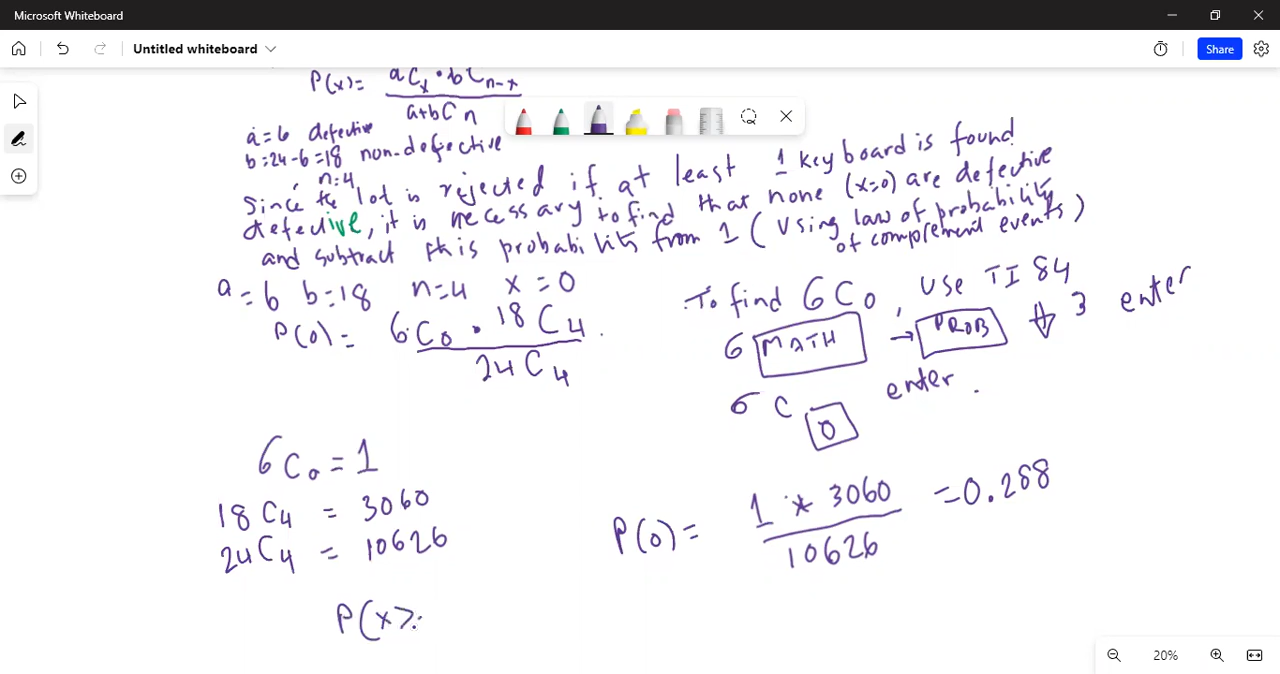 Microsoft Whiteboard
Untitled whiteboard
Share
P(x)= aCx · bCn-x
a+bCn
a=6 defective
b=24-6=18 non-defective
n=4
Since the lot is rejected if at least 1 keyboard is found
defective, it is necessary to find that none (x=0) are defective
and subtract this probability from 1 (Using law of probability
of complement events)
a=6 b=18 n=4 x=0
P(0)= 6C0 · 18C4
24C4
To find 6C0, use TI 84
6 MATH → PROB ↓ 3 enter
6 C 0 enter.
6C0 = 1
18C4 = 3060
24C4 = 10626
P(0)= 1 * 3060 =0.288
10626
P(x>
20%